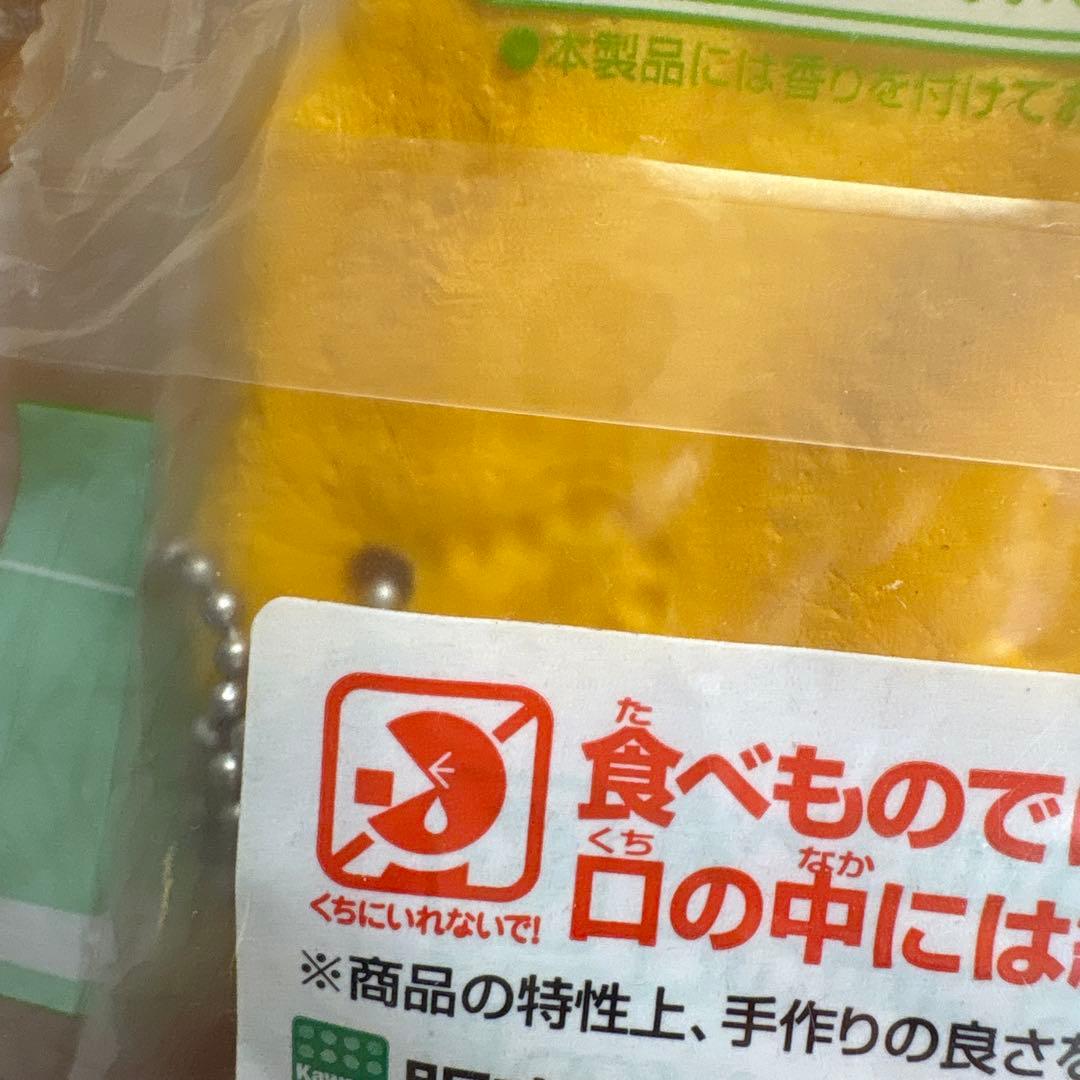 ●本製品には香りを付けてお
た
食べもので
くち なか
口の中には
くちにいれないで!
※商品の特性上、手作りの良さを
Kaw